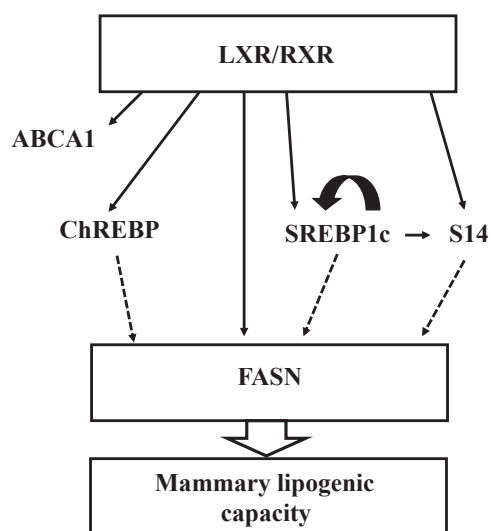 LXR/RXR
ABCA1
ChREBP
SREBP1c
S14
FASN
Mammary lipogenic
capacity